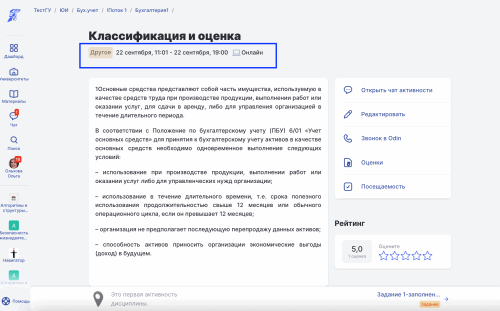 ТестГУ / ЮИ / Бух.учет / !Поток 1 / Бухгалтерия1 /
Классификация и оценка
Другое 22 сентября, 11:01 - 22 сентября, 19:00 Онлайн
Дашборд
Университеты
Материалы
Чат
Поиск
Ольхова
Ольга
Алгоритмы и
структуры...
Безопасность
жизнедеяте...
Навигатор
Помощь
1Основные средства представляют собой часть имущества, используемую в
качестве средств труда при производстве продукции, выполнении работ или
оказании услуг, для сдачи в аренду, либо для управления организацией в
течение длительного периода.
В соответствии с Положение по бухгалтерскому учету (ПБУ) 6/01 «Учет
основных средств» для принятия к бухгалтерскому учету активов в качестве
основных средств необходимо одновременное выполнение следующих
условий:
– использование при производстве продукции, выполнении работ или
оказании услуг либо для управленческих нужд организации;
– использование в течение длительного времени, т.е. срока полезного
использования продолжительностью свыше 12 месяцев или обычного
операционного цикла, если он превышает 12 месяцев;
– организация не предполагает последующую перепродажу данных активов;
– способность активов приносить организации экономические выгоды
(доход) в будущем.
Открыть чат активности
Редактировать
Звонок в Odin
Оценки
Посещаемость
Рейтинг
5,0
1 оценка
Оцените
Это первая активность
дисциплины.
Задание 1-заполнен...
Задание